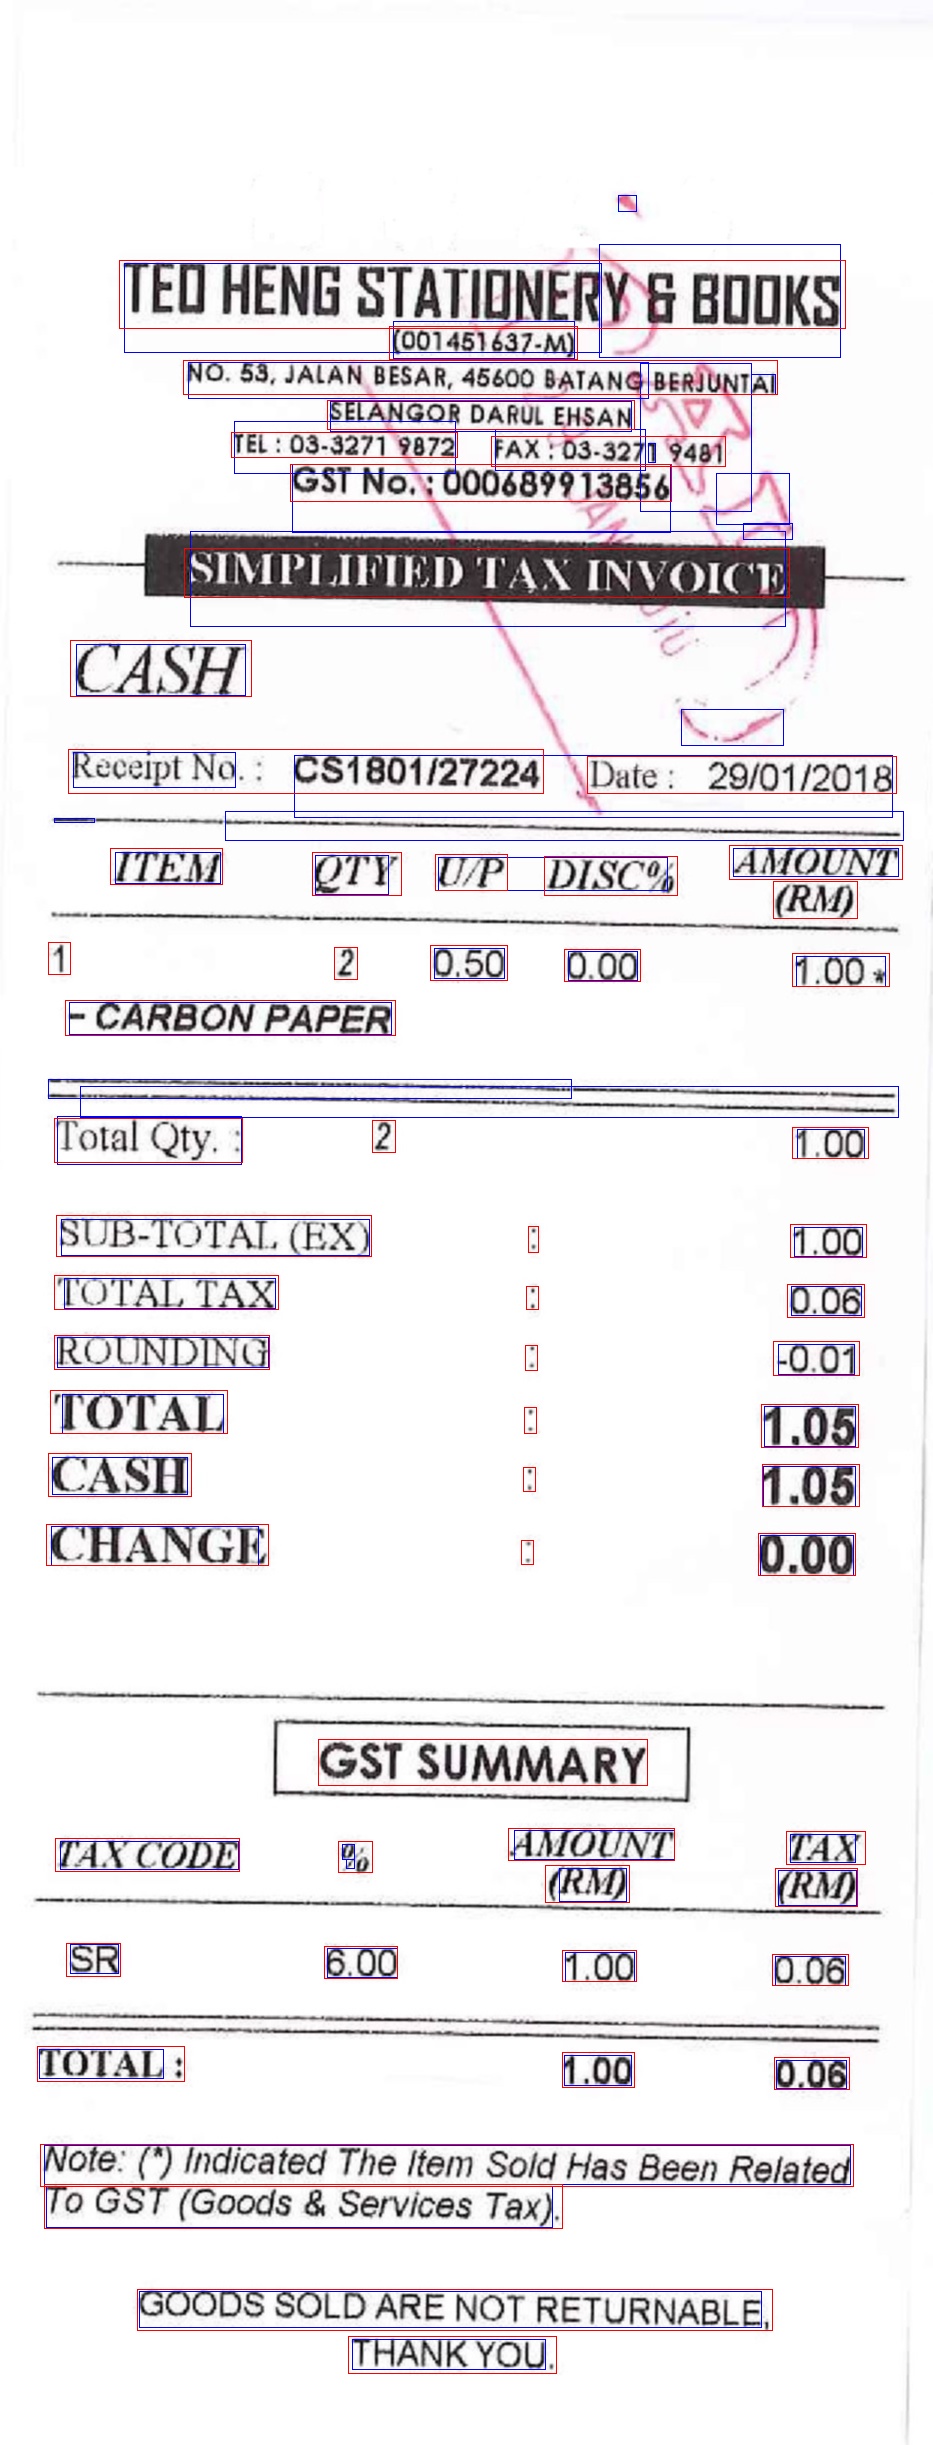 TEO HENG STATIONERY & BOOKS
(001451637-M)
NO. 53, JALAN BESAR, 45600 BATANG BERJUNTAI
SELANGOR DARUL EHSAN
TEL : 03-3271 9872 FAX : 03-3271 9481
GST No. : 000689913856
SIMPLIFIED TAX INVOICE
CASH
Receipt No. : CS1801/27224 Date : 29/01/2018
ITEM QTY U/P DISC% AMOUNT
(RM)
1 2 0.50 0.00 1.00 *
- CARBON PAPER
Total Qty. : 2 1.00
SUB-TOTAL (EX) : 1.00
TOTAL TAX : 0.06
ROUNDING : -0.01
TOTAL : 1.05
CASH : 1.05
CHANGE : 0.00
GST SUMMARY
TAX CODE % AMOUNT TAX
(RM) (RM)
SR 6.00 1.00 0.06
TOTAL : 1.00 0.06
Note: (*) Indicated The Item Sold Has Been Related
To GST (Goods & Services Tax).
GOODS SOLD ARE NOT RETURNABLE,
THANK YOU.